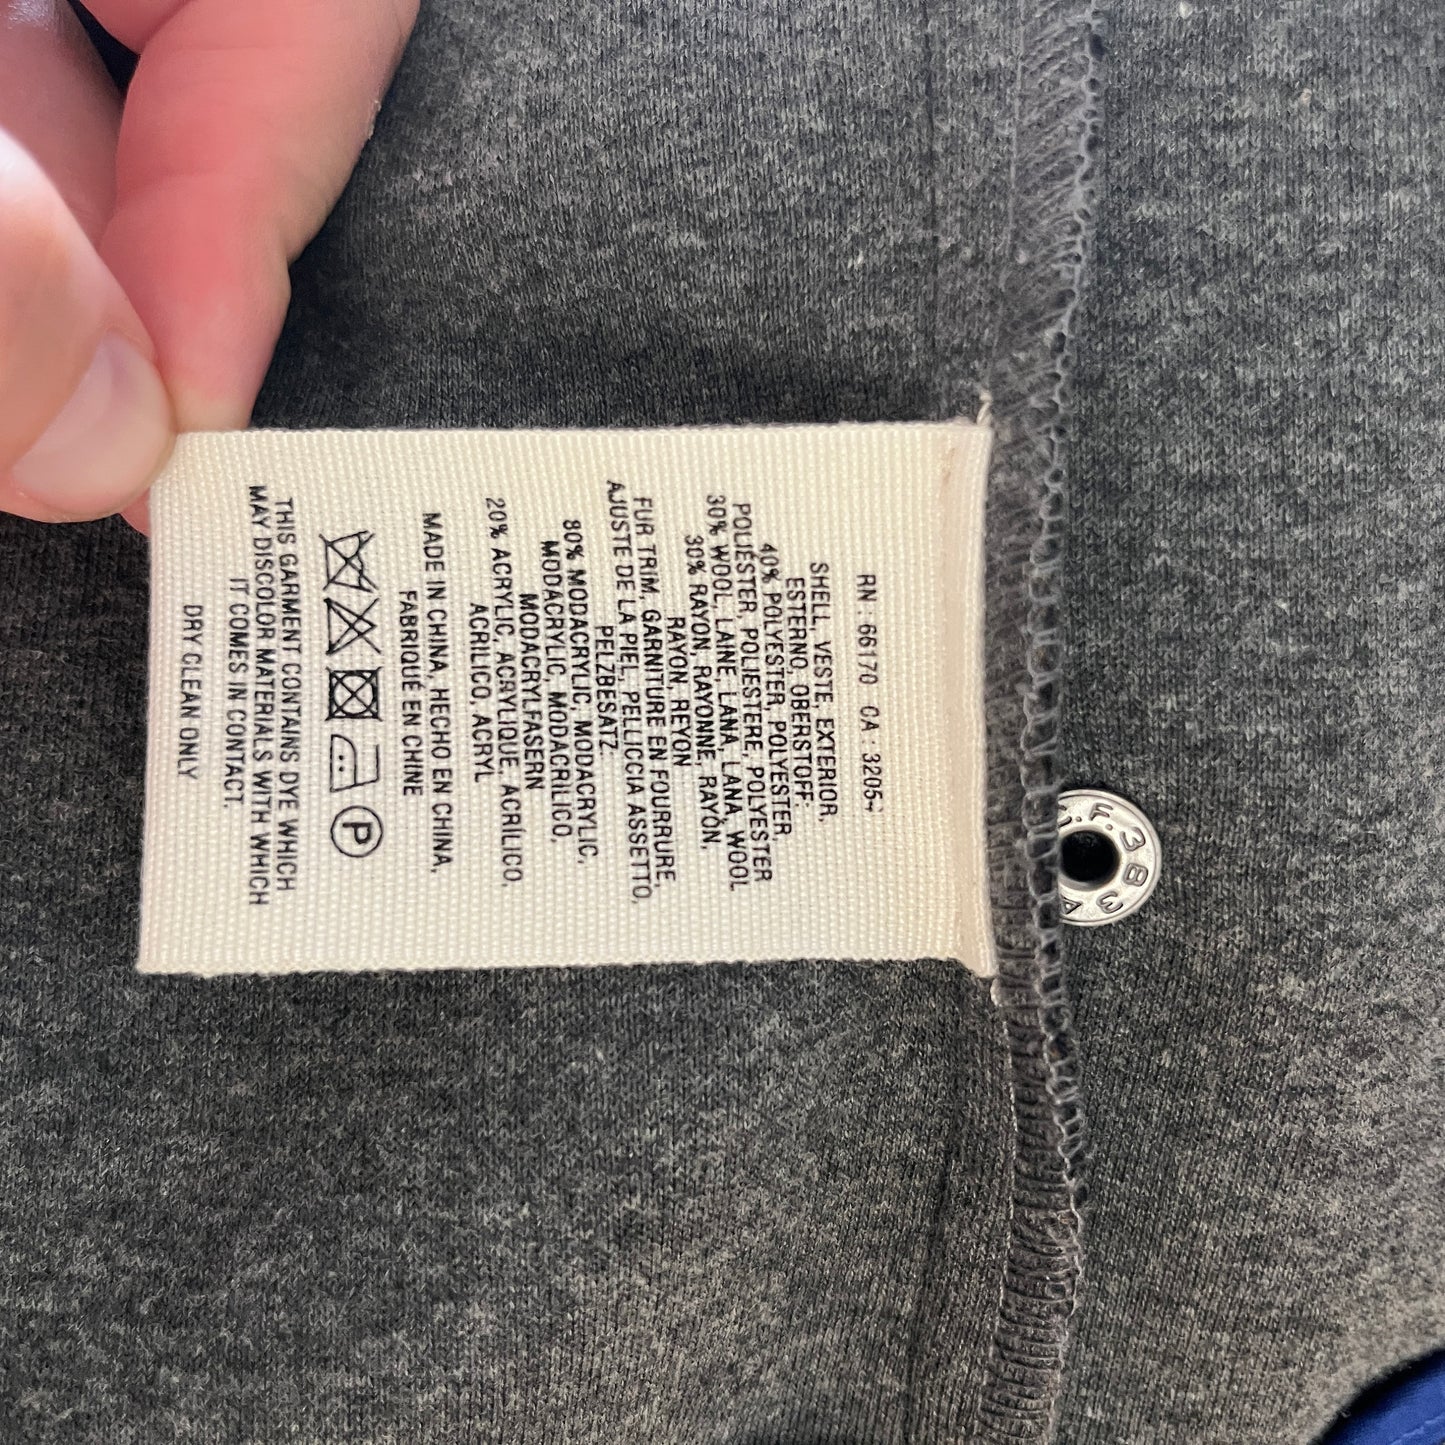 RN : 66170 CA : 3205
SHELL, VESTE, EXTERIOR,
ESTERNO, OBERSTOFF:
40% POLYESTER, POLYESTER,
POLIÉSTER, POLIESTERE, POLYESTER
30% WOOL, LAINE, LANA, LANA, WOOL
30% RAYON, RAYONNE, RAYÓN,
RAYON, REYON
FUR TRIM, GARNITURE EN FOURRURE,
AJUSTE DE LA PIEL, PELLICCIA ASSETTO,
PELZBESATZ.
80% MODACRYLIC, MODACRYLIC,
MODACRYLIC, MODACRILICO,
MODACRYLFASERN
20% ACRYLIC, ACRYLIQUE, ACRÍLICO,
ACRILICO, ACRYL
MADE IN CHINA, HECHO EN CHINA,
FABRIQUÉ EN CHINE
P
THIS GARMENT CONTAINS DYE WHICH
MAY DISCOLOR MATERIALS WITH WHICH
IT COMES IN CONTACT.
DRY CLEAN ONLY